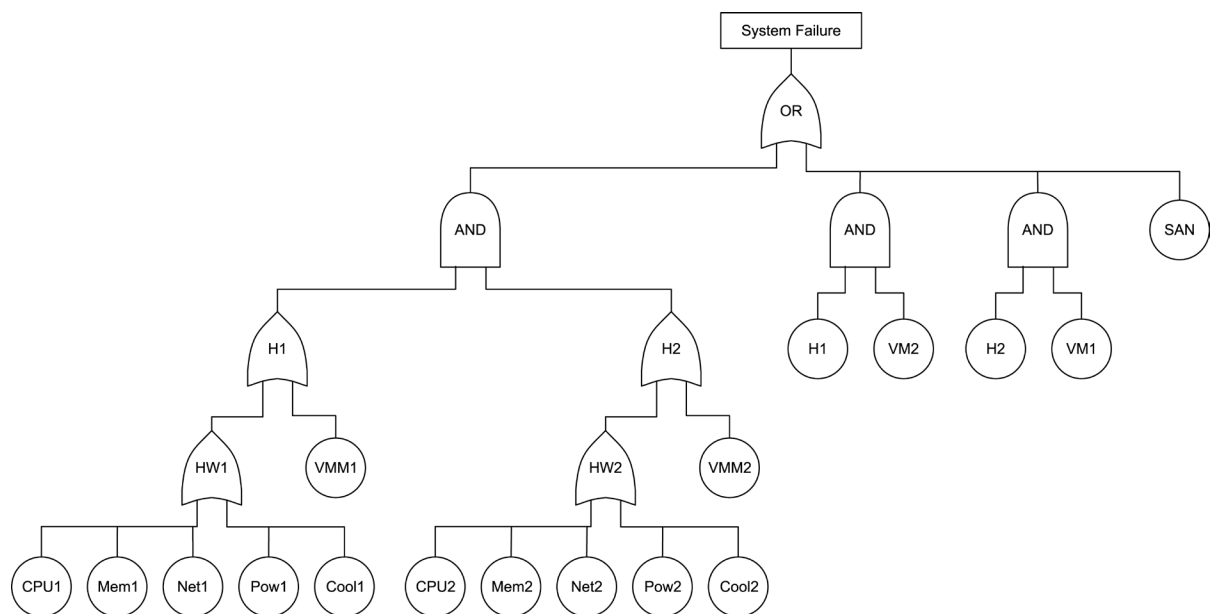 System Failure
OR
AND
AND
AND
SAN
H1
H2
H1
VM2
H2
VM1
HW1
VMM1
HW2
VMM2
CPU1
Mem1
Net1
Pow1
Cool1
CPU2
Mem2
Net2
Pow2
Cool2